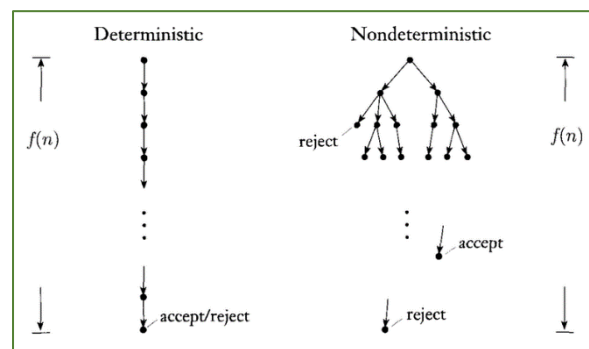 Deterministic
Nondeterministic
f(n)
reject
f(n)
accept
accept/reject
reject